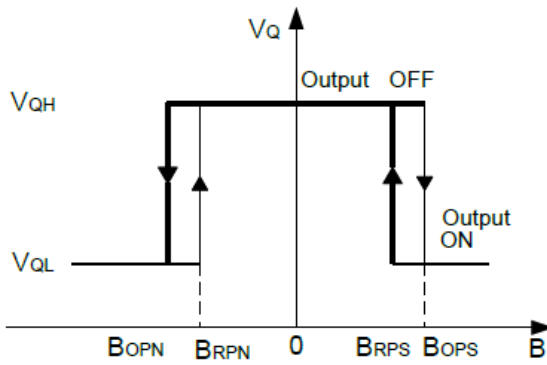 VQ
Output OFF
VQH
Output
ON
VQL
BOPN BRPN 0 BRPS BOPS B